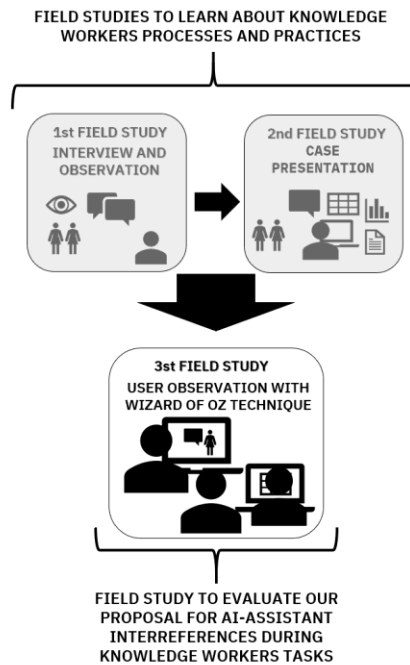 FIELD STUDIES TO LEARN ABOUT KNOWLEDGE
WORKERS PROCESSES AND PRACTICES
1st FIELD STUDY
INTERVIEW AND
OBSERVATION
2nd FIELD STUDY
CASE
PRESENTATION
3st FIELD STUDY
USER OBSERVATION WITH
WIZARD OF OZ TECHNIQUE
FIELD STUDY TO EVALUATE OUR
PROPOSAL FOR AI-ASSISTANT
INTERREFERENCES DURING
KNOWLEDGE WORKERS TASKS